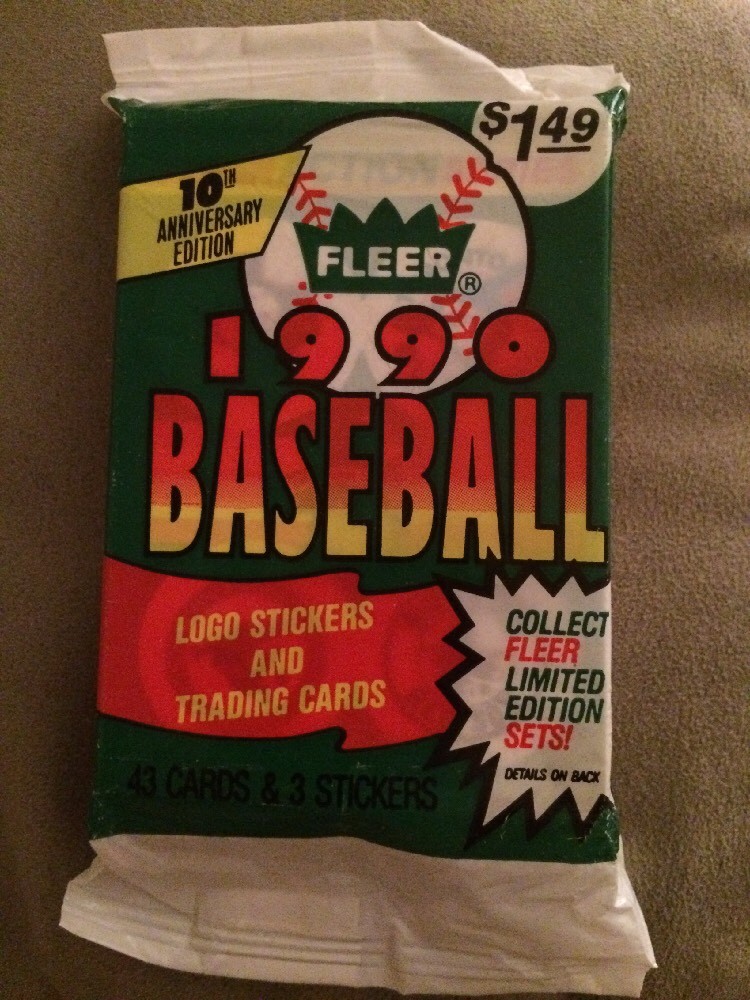 $1.49
10TH
ANNIVERSARY
EDITION
FLEER®
1990
BASEBALL
LOGO STICKERS
AND
TRADING CARDS
COLLECT
FLEER
LIMITED
EDITION
SETS!
DETAILS ON BACK
43 CARDS & 3 STICKERS